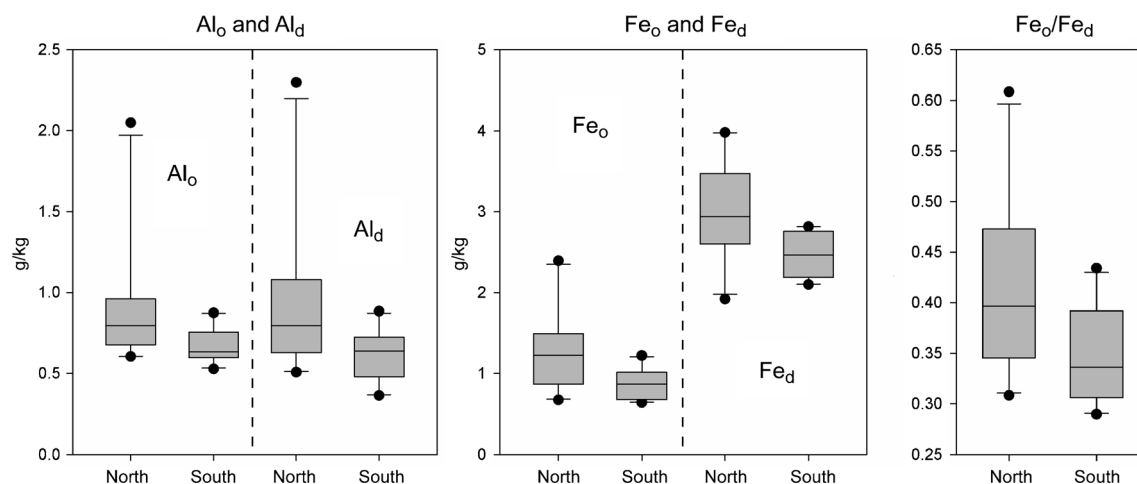 Alo and Ald
2.5
2.0
1.5
1.0
0.5
0.0
g/kg
Alo
Ald
North
South
North
South
Feo and Fed
5
4
3
2
1
0
g/kg
Feo
Fed
North
South
North
South
Feo/Fed
0.65
0.60
0.55
0.50
0.45
0.40
0.35
0.30
0.25
North
South